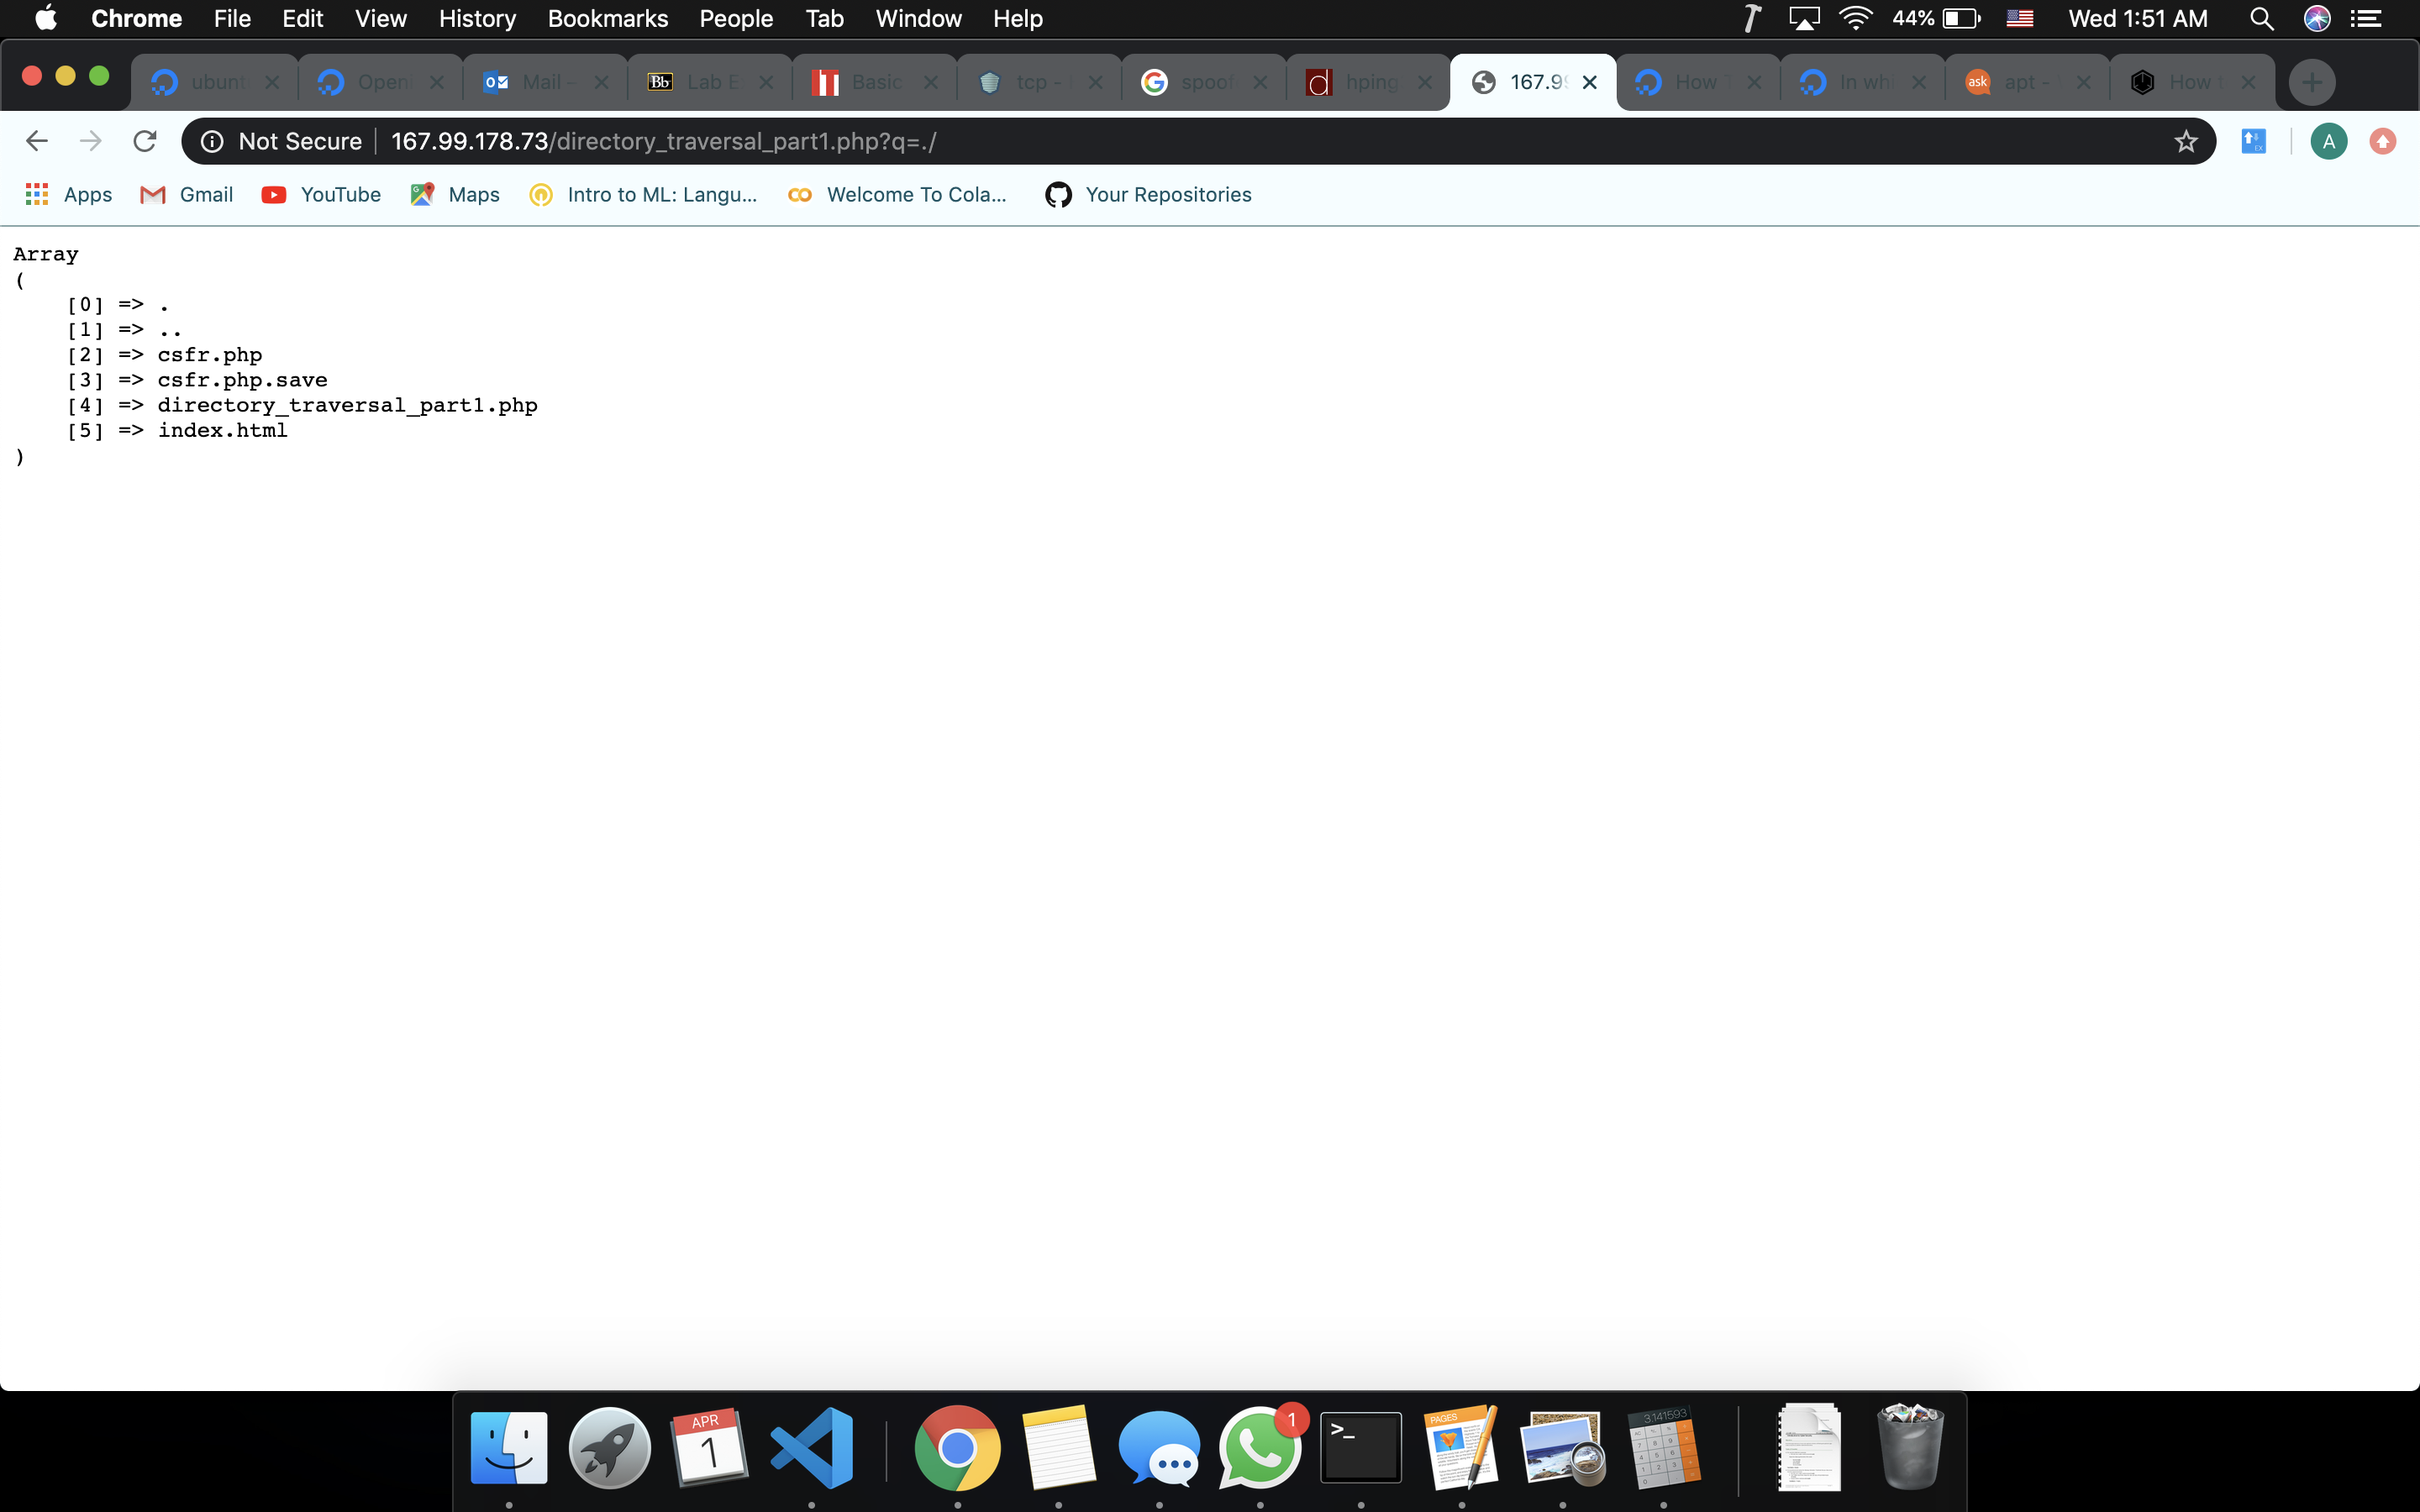 Chrome File Edit View History Bookmarks People Tab Window Help 44% Wed 1:51 AM
ubunt Openi Mail - Bb Lab E Basic tcp - spoof hping 167.99 How T In whi ask apt - How t
Not Secure 167.99.178.73/directory_traversal_part1.php?q=./ A
Apps Gmail YouTube Maps Intro to ML: Langu... Welcome To Cola... Your Repositories
Array
(
[0] => .
[1] => ..
[2] => csfr.php
[3] => csfr.php.save
[4] => directory_traversal_part1.php
[5] => index.html
)
APR
1
1
>_
PAGES
3.141593